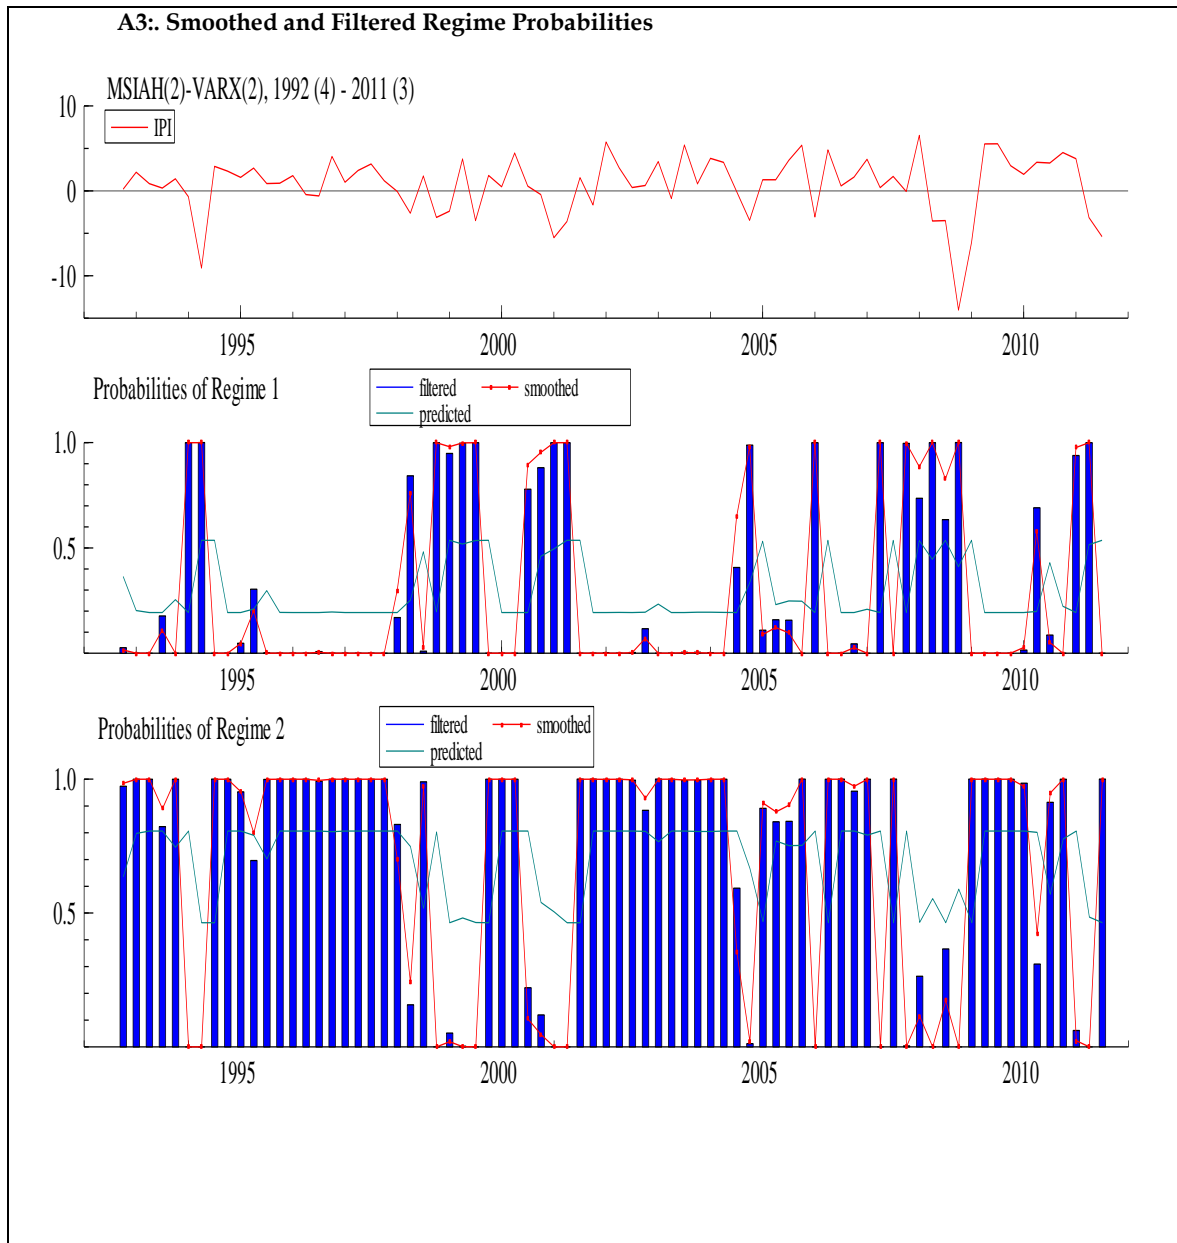 A3:. Smoothed and Filtered Regime Probabilities
MSIAH(2)-VARX(2), 1992 (4) - 2011 (3)
10
IPI
0
-10
1995 2000 2005 2010
Probabilities of Regime 1
filtered smoothed
predicted
1.0
0.5
1995 2000 2005 2010
Probabilities of Regime 2
filtered smoothed
predicted
1.0
0.5
1995 2000 2005 2010